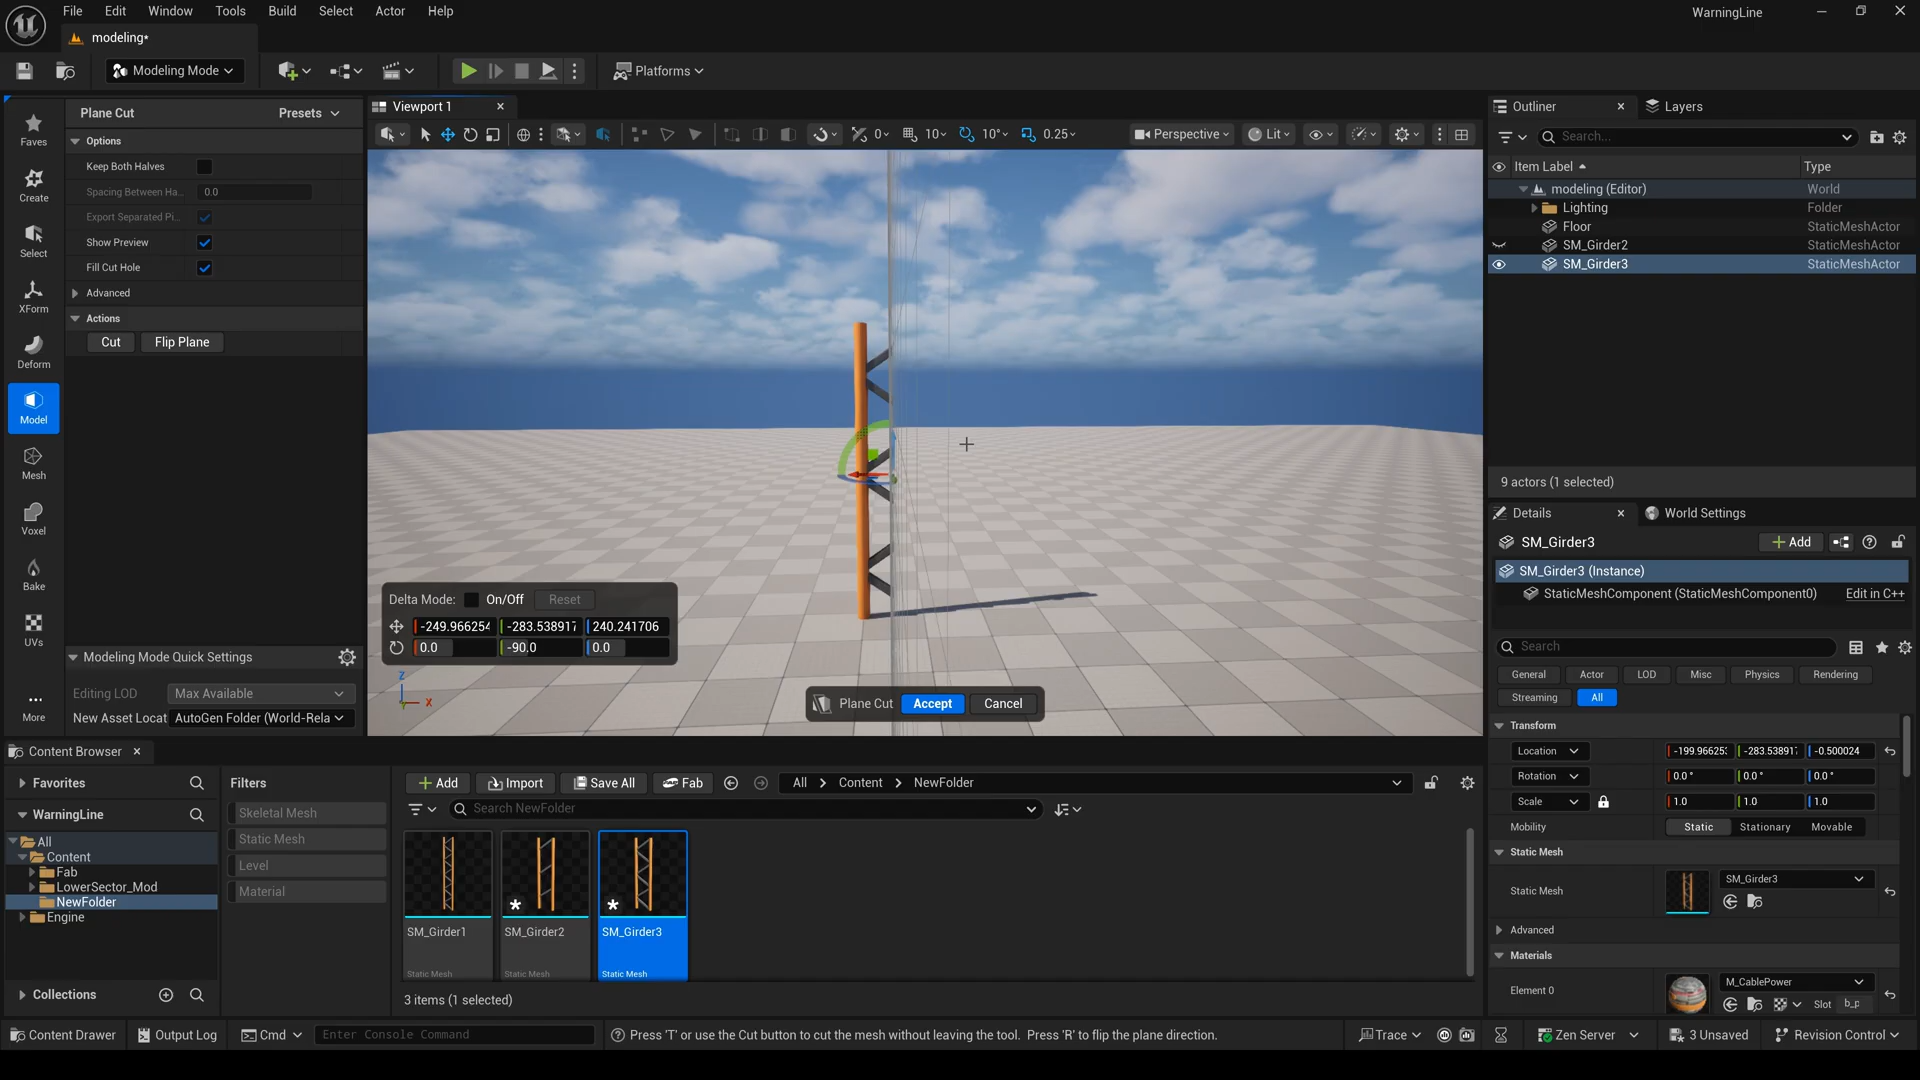 File Edit Window Tools Build Select Actor Help
WarningLine
modeling*
Modeling Mode
Platforms
Plane Cut
Presets
Options
Keep Both Halves
Spacing Between Ha...
0.0
Export Separated Pi...
Show Preview
Fill Cut Hole
Advanced
Actions
Cut
Flip Plane
Faves
Create
Select
XForm
Deform
Model
Mesh
Voxel
Bake
UVs
More
Modeling Mode Quick Settings
Editing LOD
Max Available
New Asset Locat
AutoGen Folder (World-Rela
Viewport 1
0
10
10°
0.25
Perspective
Lit
Delta Mode:
On/Off
Reset
-249.966254
-283.538917
240.241706
0.0
-90.0
0.0
Z
X
Plane Cut
Accept
Cancel
Outliner
Layers
Search...
Item Label
Type
modeling (Editor)
World
Lighting
Folder
Floor
StaticMeshActor
SM_Girder2
StaticMeshActor
SM_Girder3
StaticMeshActor
9 actors (1 selected)
Details
World Settings
SM_Girder3
Add
SM_Girder3 (Instance)
StaticMeshComponent (StaticMeshComponent0)
Edit in C++
Search
General
Actor
LOD
Misc
Physics
Rendering
Streaming
All
Transform
Location
-199.96625
-283.53891
-0.500024
Rotation
0.0 °
0.0 °
0.0 °
Scale
1.0
1.0
1.0
Mobility
Static
Stationary
Movable
Static Mesh
Static Mesh
SM_Girder3
Advanced
Materials
Element 0
M_CablePower
Slot
b_p
Content Browser
Favorites
WarningLine
All
Content
Fab
LowerSector_Mod
NewFolder
Engine
Collections
Filters
Skeletal Mesh
Static Mesh
Level
Material
Add
Import
Save All
Fab
All
Content
NewFolder
Search NewFolder
SM_Girder1
Static Mesh
SM_Girder2
Static Mesh
SM_Girder3
Static Mesh
3 items (1 selected)
Content Drawer
Output Log
Cmd
Enter Console Command
Press 'T' or use the Cut button to cut the mesh without leaving the tool. Press 'R' to flip the plane direction.
Trace
Zen Server
3 Unsaved
Revision Control